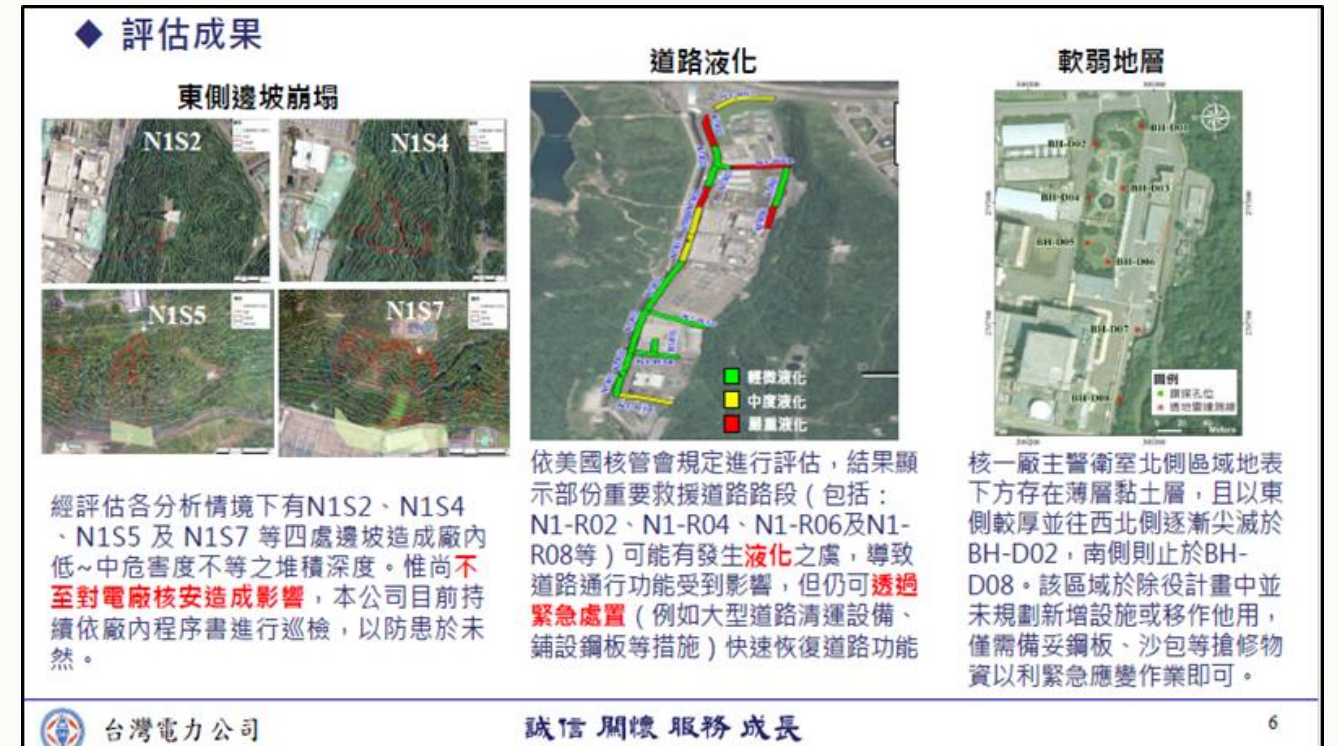 ◆ 評估成果
東側邊坡崩塌
N1S2
N1S4
N1S5
N1S7
經評估各分析情境下有N1S2、N1S4
、N1S5 及 N1S7 等四處邊坡造成廠內
低~中危害度不等之堆積深度。惟尚不
至對電廠核安造成影響，本公司目前持
續依廠內程序書進行巡檢，以防患於未
然。
道路液化
輕微液化
中度液化
嚴重液化
依美國核管會規定進行評估，結果顯
示部份重要救援道路路段（包括：
N1-R02、N1-R04、N1-R06及N1-
R08等）可能有發生液化之虞，導致
道路通行功能受到影響，但仍可透過
緊急處置（例如大型道路清運設備、
鋪設鋼板等措施）快速恢復道路功能
軟弱地層
BH-D01
BH-D02
BH-D03
BH-D04
BH-D05
BH-D06
BH-D07
BH-D08
圖例
鑽探孔位
透地雷達測線
Meters
核一廠主警衛室北側區域地表
下方存在薄層黏土層，且以東
側較厚並往西北側逐漸尖滅於
BH-D02，南側則止於BH-
D08。該區域於除役計畫中並
未規劃新增設施或移作他用，
僅需備妥鋼板、沙包等搶修物
資以利緊急應變作業即可。
台灣電力公司
誠信 關懷 服務 成長
6